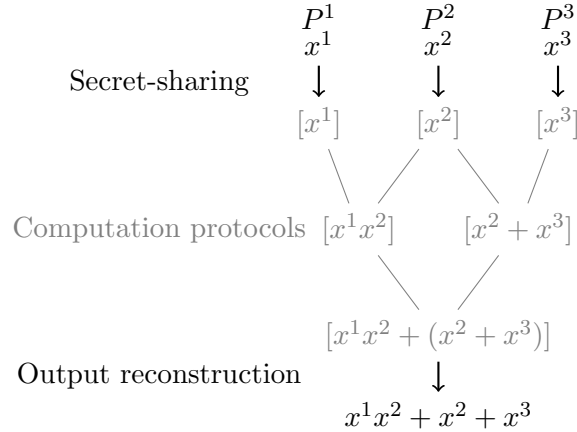 P^1 P^2 P^3
x^1 x^2 x^3
Secret-sharing
[x^1] [x^2] [x^3]
Computation protocols [x^1x^2] [x^2 + x^3]
[x^1x^2 + (x^2 + x^3)]
Output reconstruction
x^1x^2 + x^2 + x^3